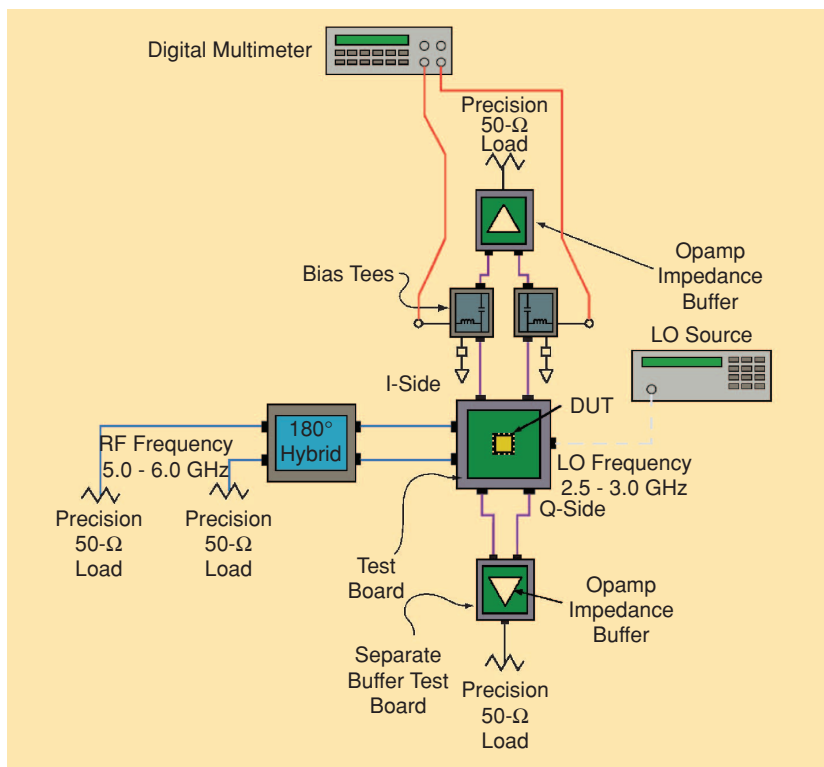 Digital Multimeter
Precision
50-Ω
Load
Opamp
Impedance
Buffer
Bias Tees
LO Source
I-Side
DUT
180°
Hybrid
RF Frequency
5.0 - 6.0 GHz
LO Frequency
2.5 - 3.0 GHz
Q-Side
Precision
50-Ω
Load
Precision
50-Ω
Load
Test
Board
Opamp
Impedance
Buffer
Separate
Buffer Test
Board
Precision
50-Ω
Load